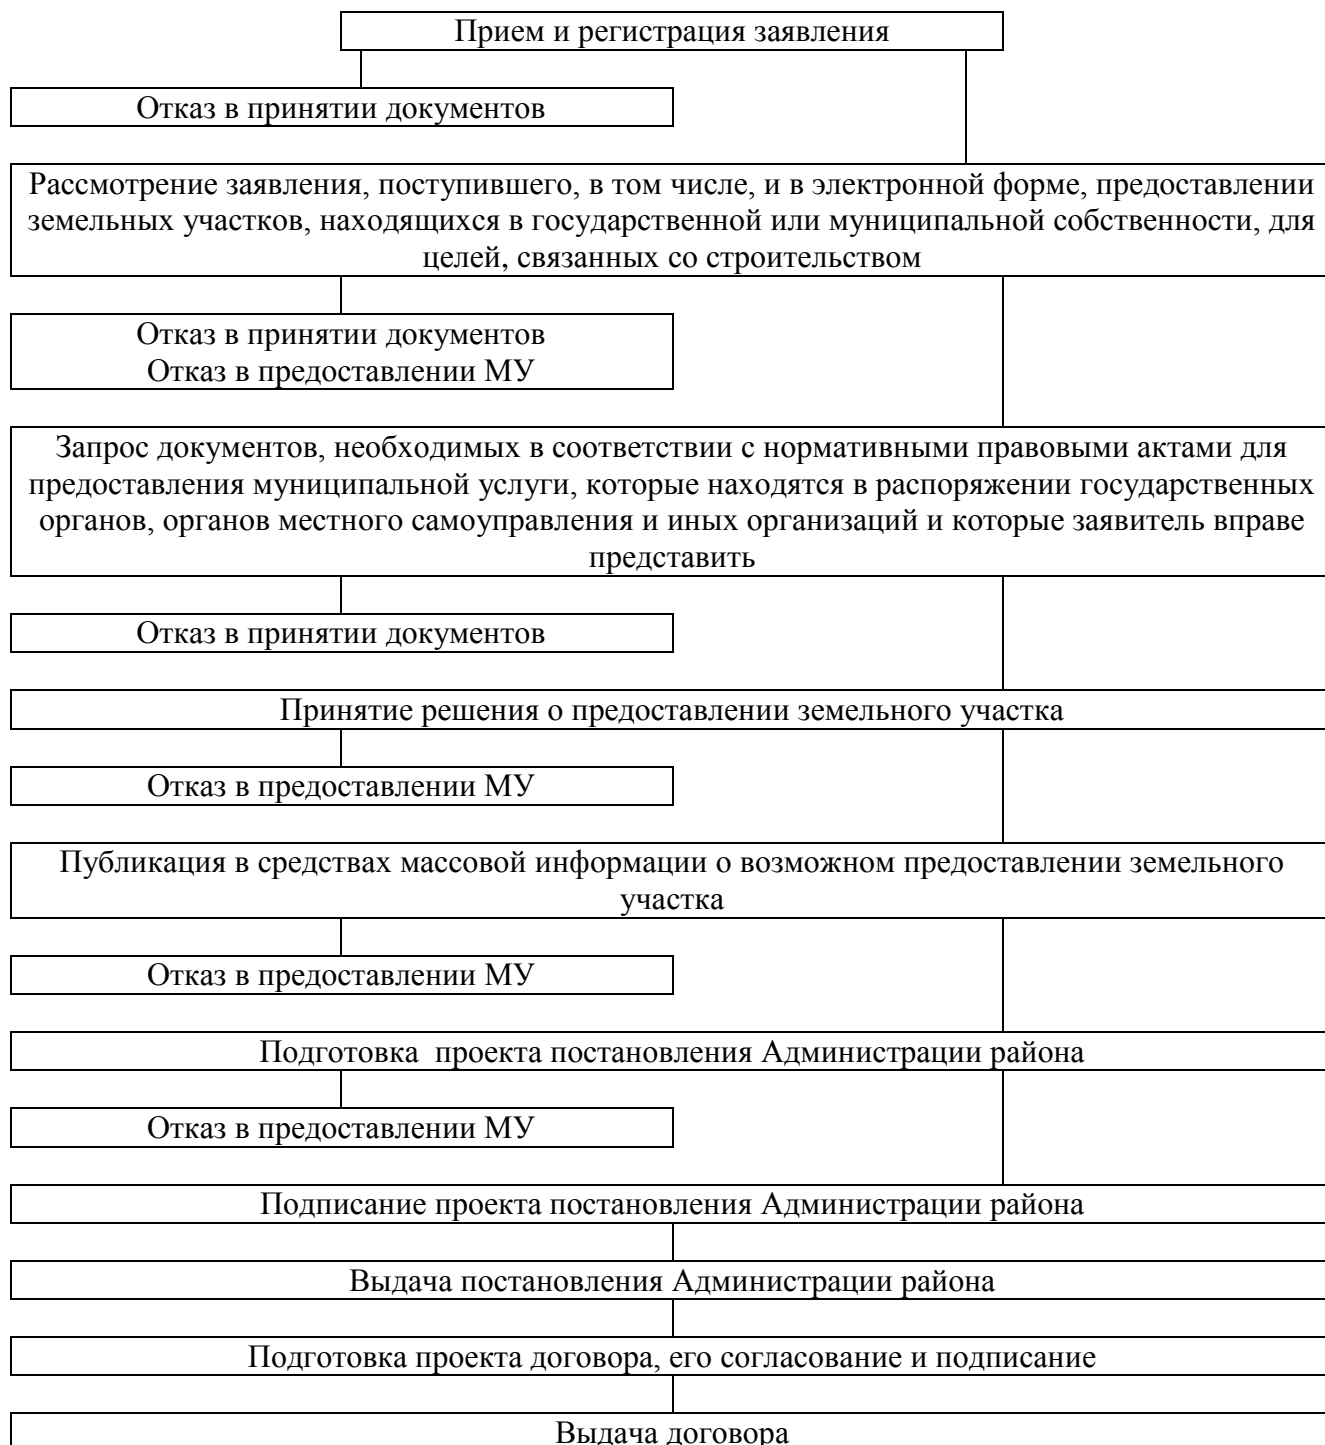 Прием и регистрация заявления
Отказ в принятии документов
Рассмотрение заявления, поступившего, в том числе, и в электронной форме, предоставлении
земельных участков, находящихся в государственной или муниципальной собственности, для
целей, связанных со строительством
Отказ в принятии документов
Отказ в предоставлении МУ
Запрос документов, необходимых в соответствии с нормативными правовыми актами для
предоставления муниципальной услуги, которые находятся в распоряжении государственных
органов, органов местного самоуправления и иных организаций и которые заявитель вправе
представить
Отказ в принятии документов
Принятие решения о предоставлении земельного участка
Отказ в предоставлении МУ
Публикация в средствах массовой информации о возможном предоставлении земельного
участка
Отказ в предоставлении МУ
Подготовка  проекта постановления Администрации района
Отказ в предоставлении МУ
Подписание проекта постановления Администрации района
Выдача постановления Администрации района
Подготовка проекта договора, его согласование и подписание
Выдача договора